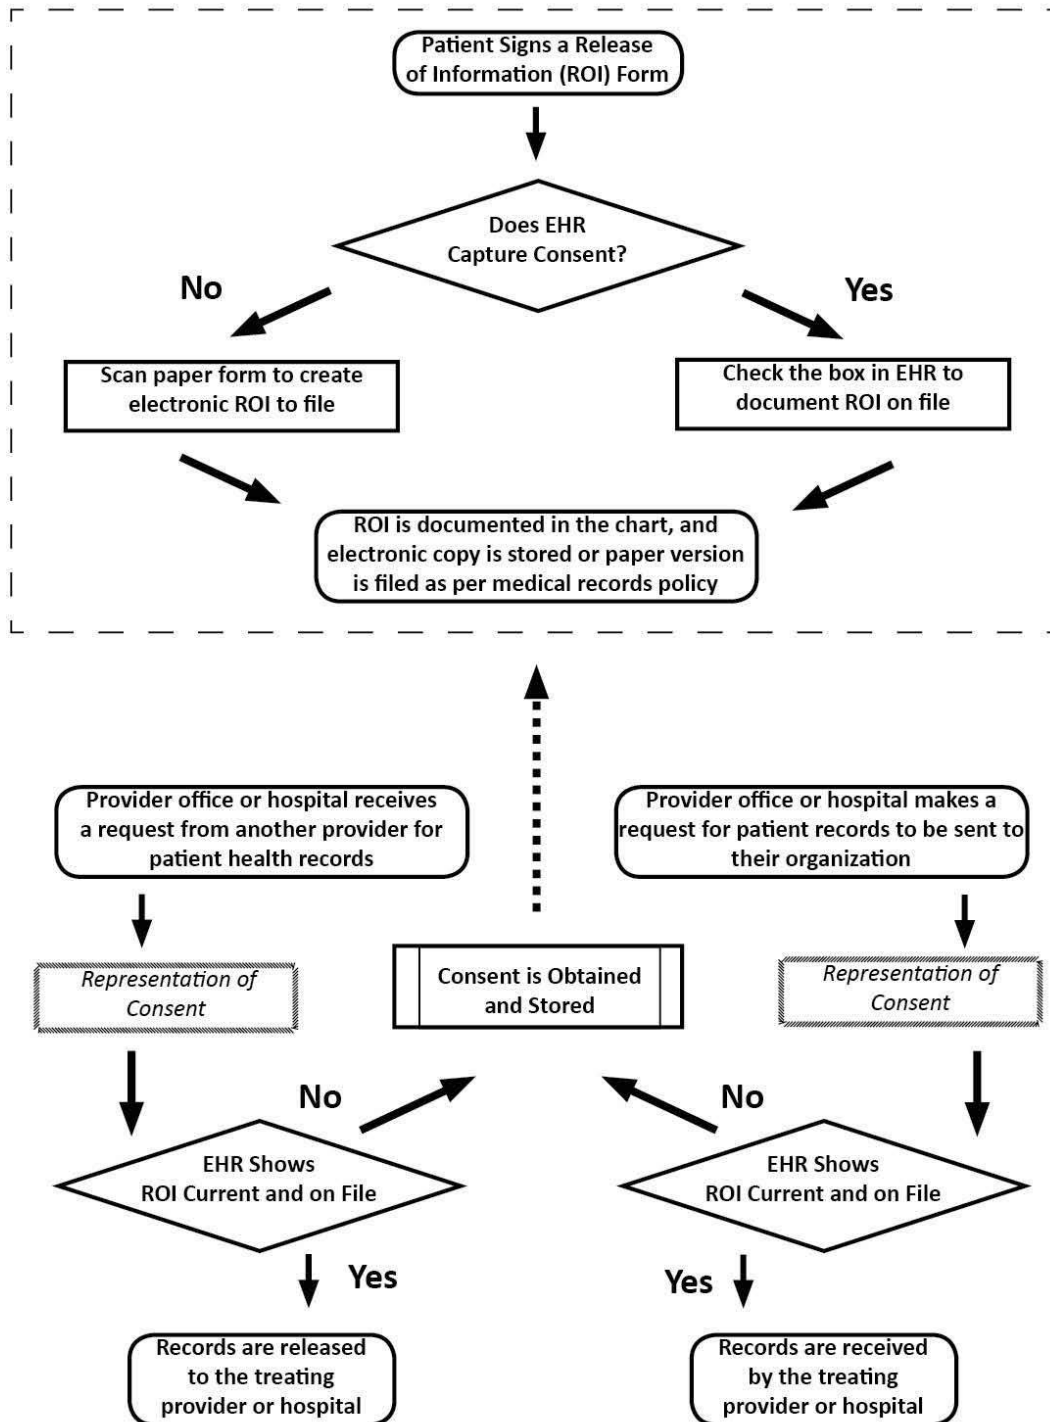 Patient Signs a Release
of Information (ROI) Form
Does EHR
Capture Consent?
No
Yes
Scan paper form to create
electronic ROI to file
Check the box in EHR to
document ROI on file
ROI is documented in the chart, and
electronic copy is stored or paper version
is filed as per medical records policy
Provider office or hospital receives
a request from another provider for
patient health records
Provider office or hospital makes a
request for patient records to be sent to
their organization
Representation of
Consent
Consent is Obtained
and Stored
Representation of
Consent
No
No
EHR Shows
ROI Current and on File
EHR Shows
ROI Current and on File
Yes
Yes
Records are released
to the treating
provider or hospital
Records are received
by the treating
provider or hospital